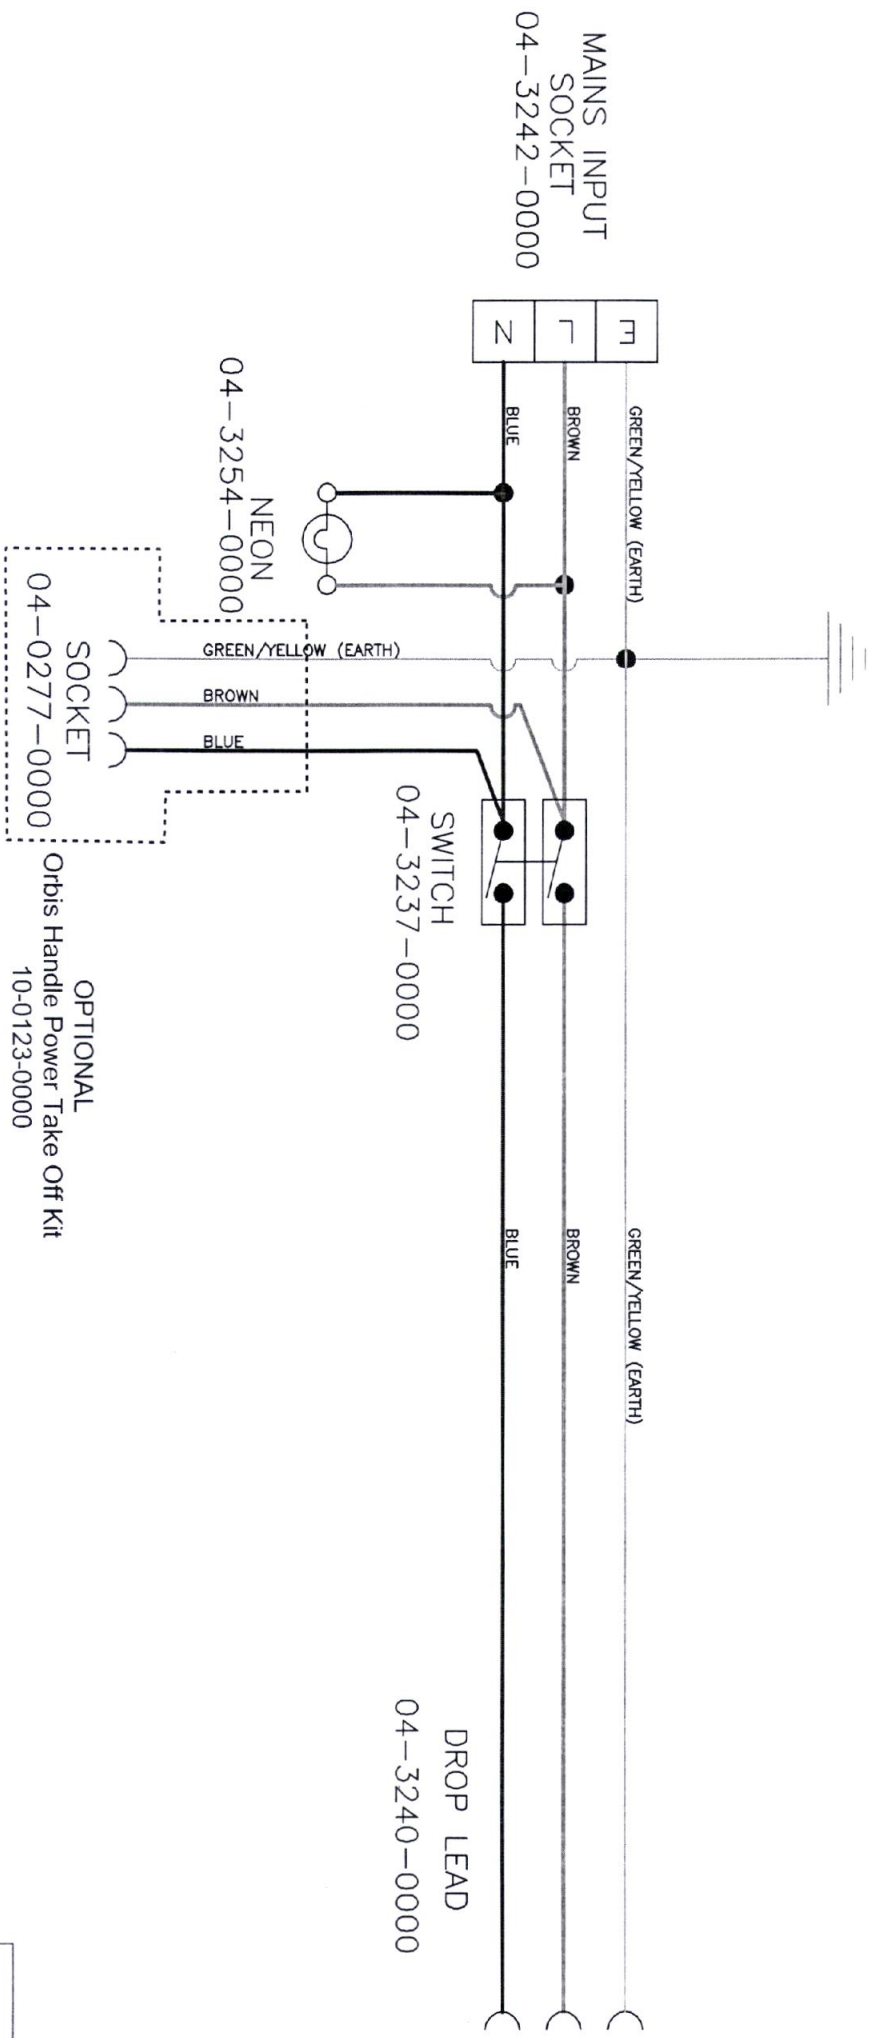 MAINS INPUT
SOCKET
04-3242-0000
E
L
N
GREEN/YELLOW (EARTH)
BROWN
BLUE
NEON
04-3254-0000
GREEN/YELLOW (EARTH)
BROWN
BLUE
SOCKET
04-0277-0000
SWITCH
04-3237-0000
OPTIONAL
Orbis Handle Power Take Off Kit
10-0123-0000
GREEN/YELLOW (EARTH)
BROWN
BLUE
DROP LEAD
04-3240-0000